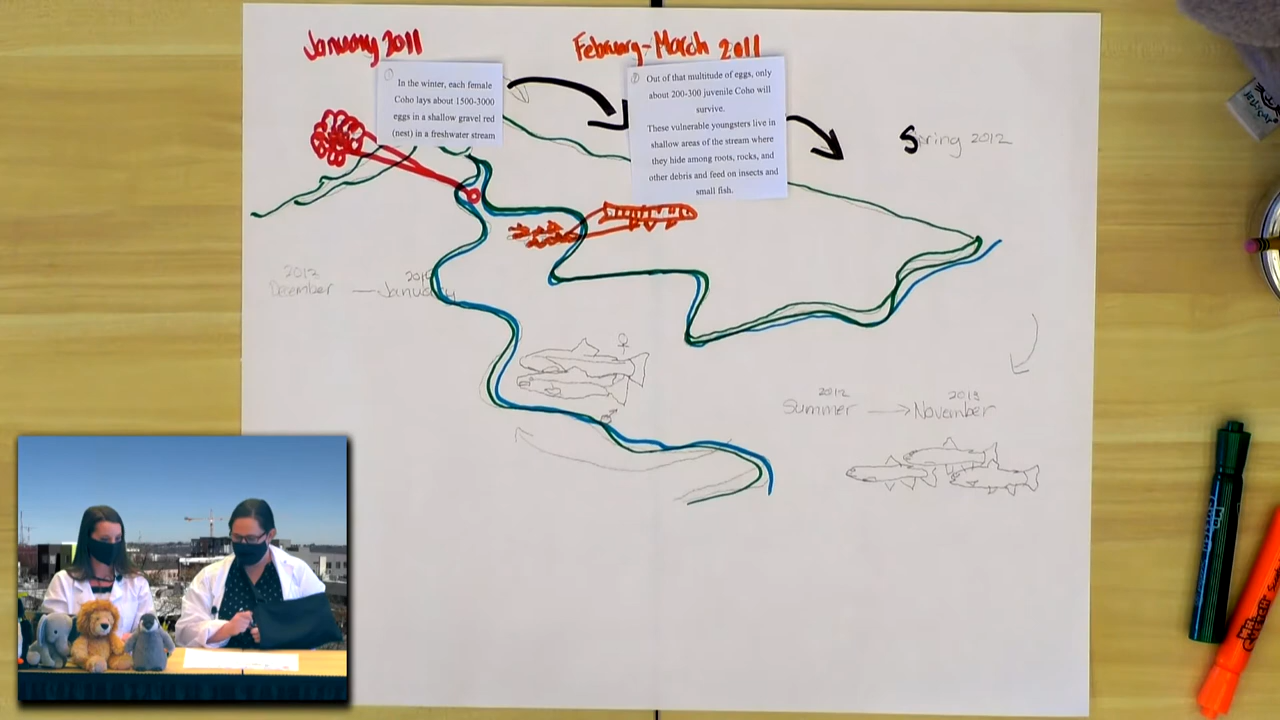 January 2011
February-March 2011
① In the winter, each female
Coho lays about 1500-3000
eggs in a shallow gravel red
(nest) in a freshwater stream
② Out of that multitude of eggs, only
about 200-300 juvenile Coho will
survive.
These vulnerable youngsters live in
shallow areas of the stream where
they hide among roots, rocks, and
other debris and feed on insects and
small fish.
Spring 2012
2013
December — January
2012 2013
Summer → November
♀